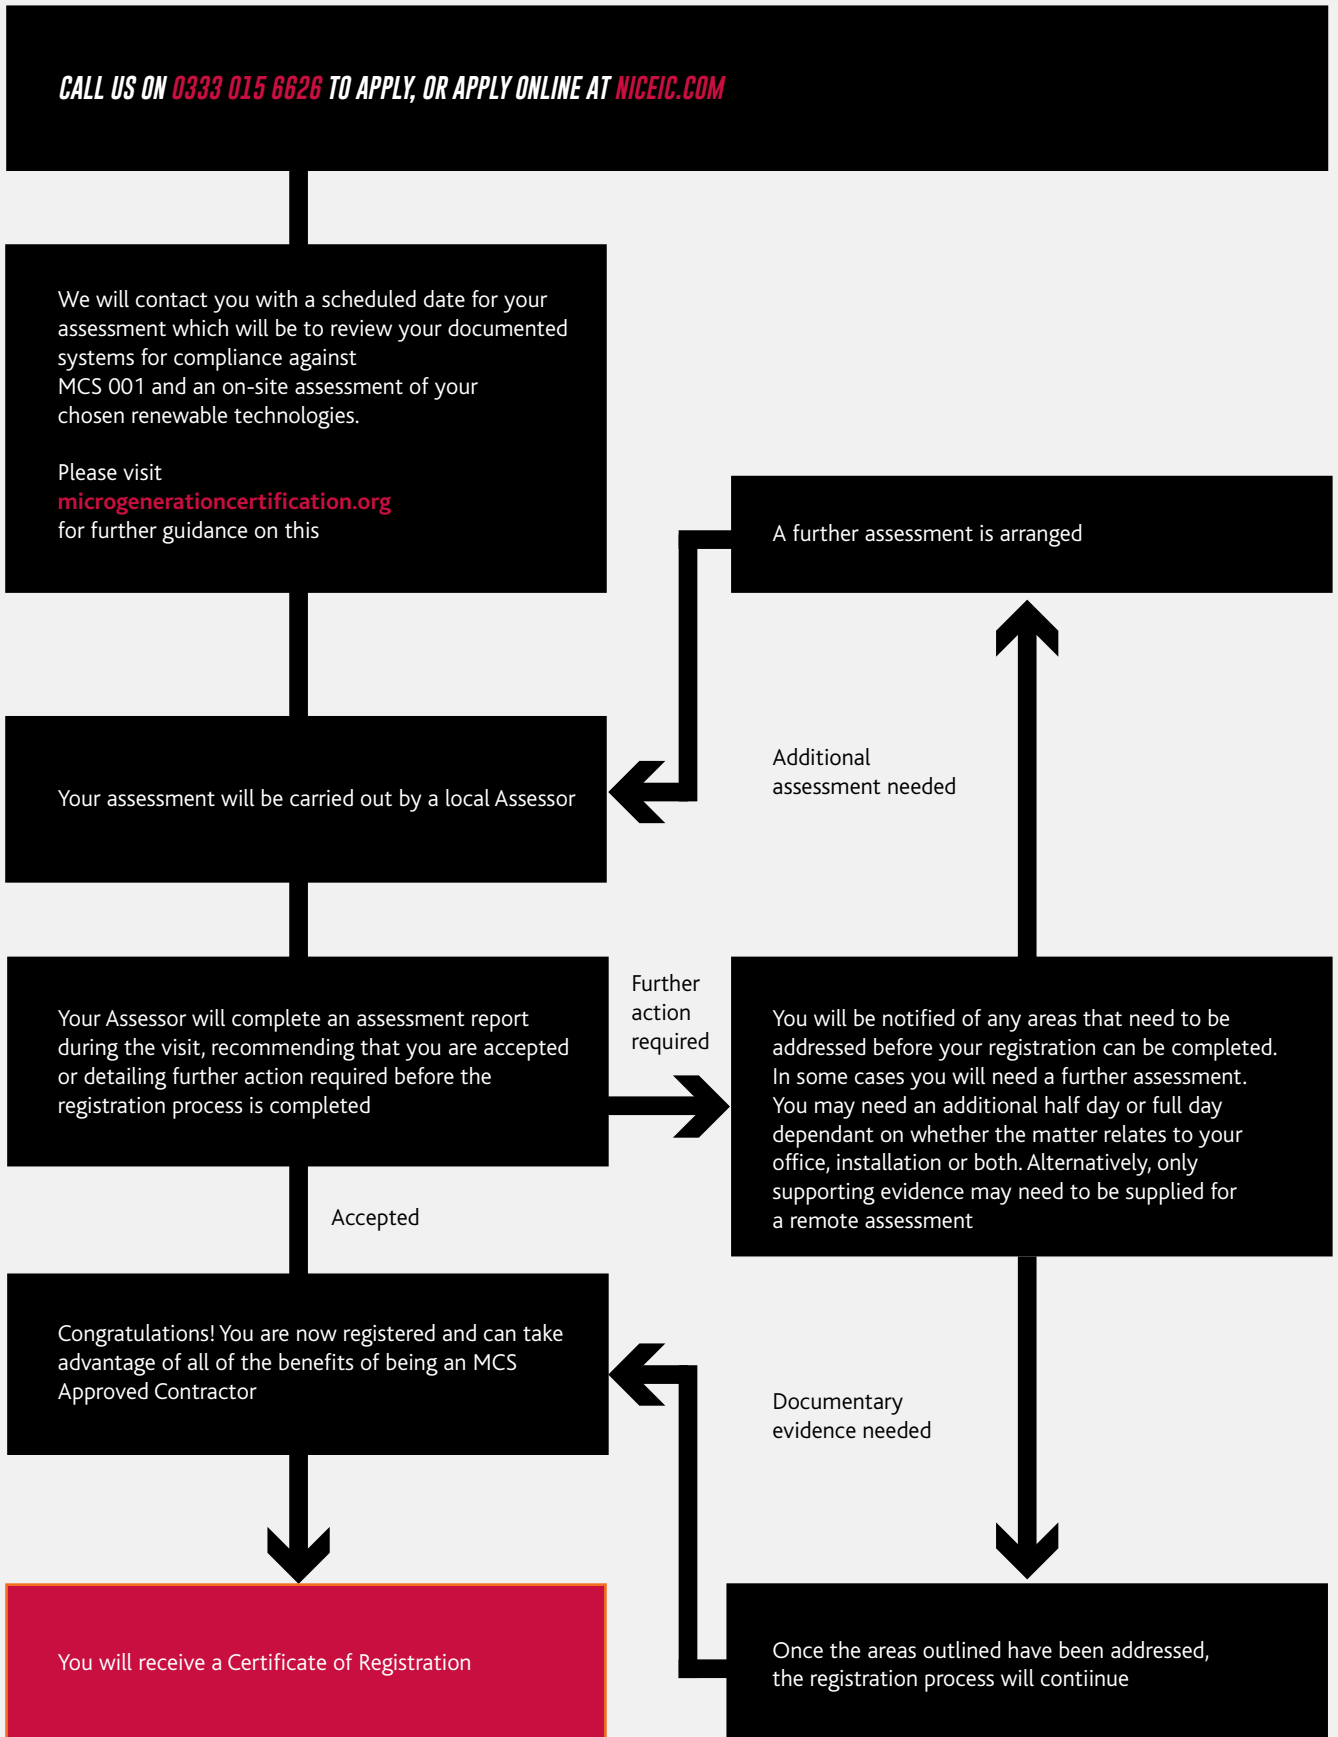 CALL US ON 0333 015 6626 TO APPLY, OR APPLY ONLINE AT NICEIC.COM
We will contact you with a scheduled date for your
assessment which will be to review your documented
systems for compliance against
MCS 001 and an on-site assessment of your
chosen renewable technologies.
Please visit
microgenerationcertification.org
for further guidance on this
A further assessment is arranged
Additional
assessment needed
Your assessment will be carried out by a local Assessor
Your Assessor will complete an assessment report
during the visit, recommending that you are accepted
or detailing further action required before the
registration process is completed
Further
action
required
You will be notified of any areas that need to be
addressed before your registration can be completed.
In some cases you will need a further assessment.
You may need an additional half day or full day
dependant on whether the matter relates to your
office, installation or both. Alternatively, only
supporting evidence may need to be supplied for
a remote assessment
Accepted
Congratulations! You are now registered and can take
advantage of all of the benefits of being an MCS
Approved Contractor
Documentary
evidence needed
You will receive a Certificate of Registration
Once the areas outlined have been addressed,
the registration process will contiinue